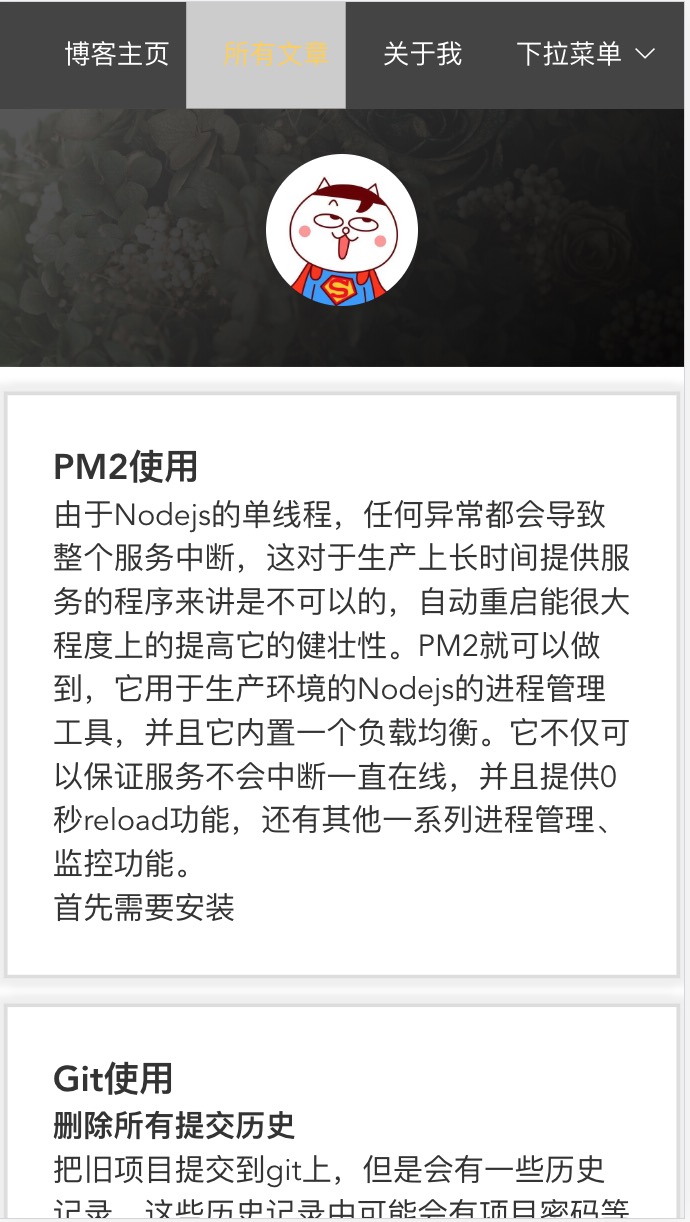 博客主页 所有文章 关于我 下拉菜单
S
PM2使用
由于Nodejs的单线程，任何异常都会导致
整个服务中断，这对于生产上长时间提供服
务的程序来讲是不可以的，自动重启能很大
程度上的提高它的健壮性。PM2就可以做
到，它用于生产环境的Nodejs的进程管理
工具，并且它内置一个负载均衡。它不仅可
以保证服务不会中断一直在线，并且提供0
秒reload功能，还有其他一系列进程管理、
监控功能。
首先需要安装
Git使用
删除所有提交历史
把旧项目提交到git上，但是会有一些历史
记录，这些历史记录中可能会有项目密码等